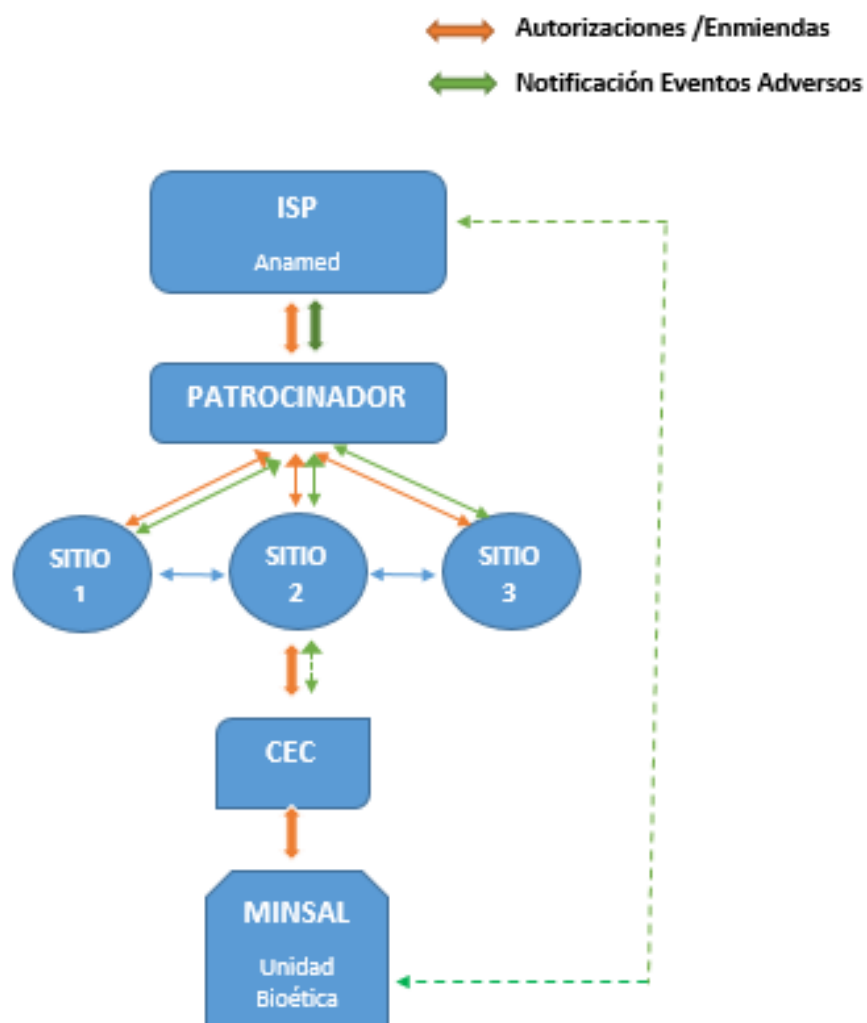 Autorizaciones /Enmiendas
Notificación Eventos Adversos
ISP
Anamed
PATROCINADOR
SITIO
1
SITIO
2
SITIO
3
CEC
MINSAL
Unidad
Bioética